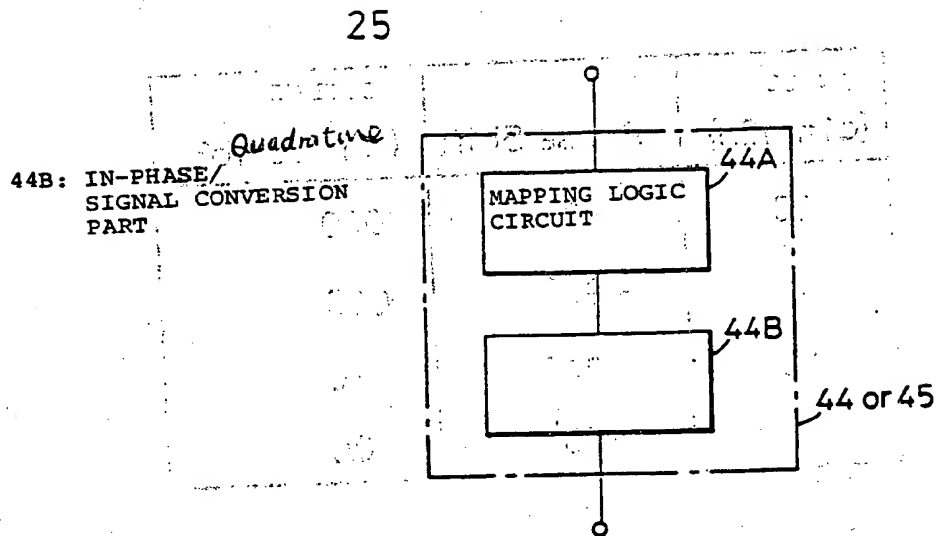 25
44B: IN-PHASE/ Quadrature
SIGNAL CONVERSION
PART
MAPPING LOGIC
CIRCUIT
44A
44B
44 or 45